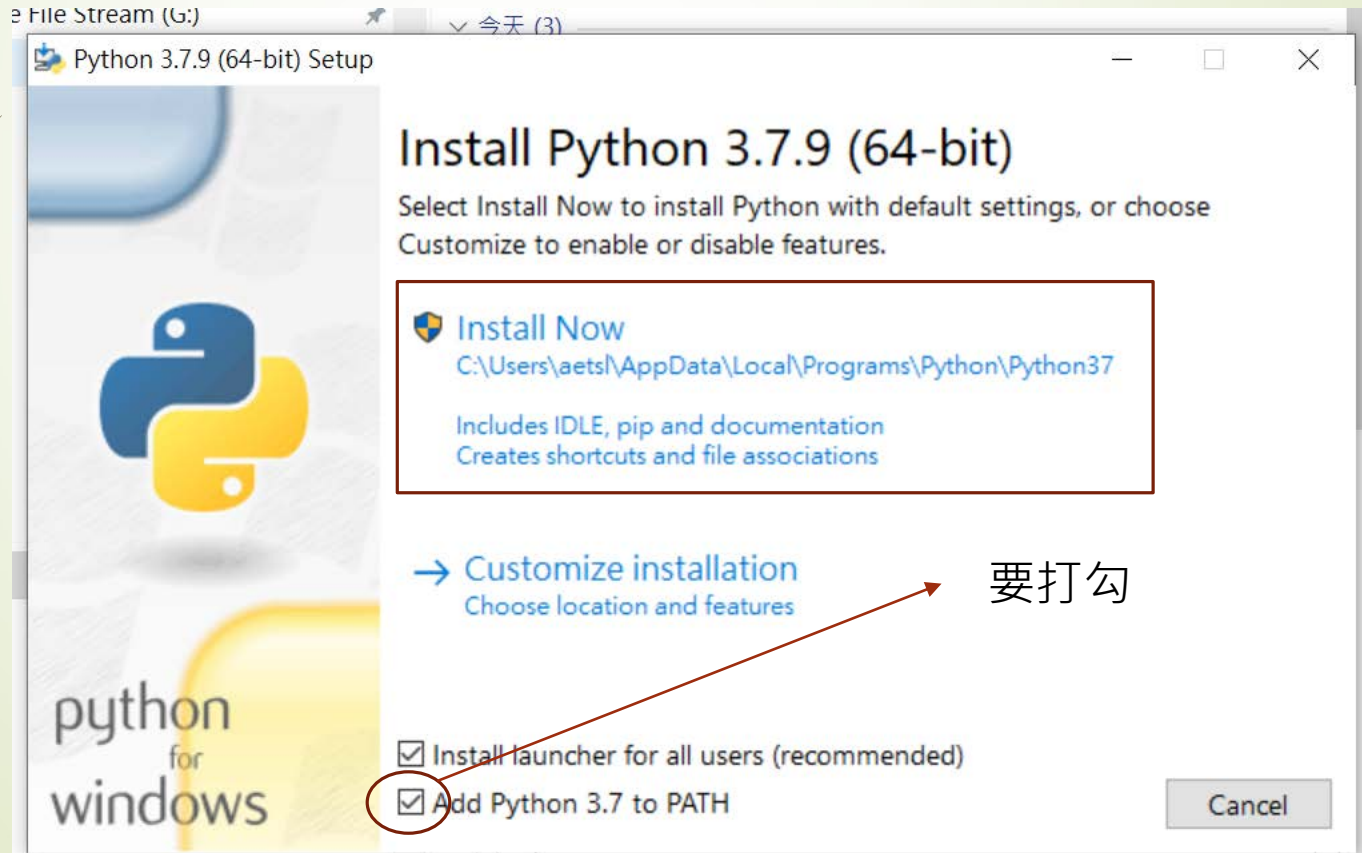 e File Stream (G:)
今天 (3)
Python 3.7.9 (64-bit) Setup
Install Python 3.7.9 (64-bit)
Select Install Now to install Python with default settings, or choose
Customize to enable or disable features.
Install Now
C:\Users\aetsl\AppData\Local\Programs\Python\Python37
Includes IDLE, pip and documentation
Creates shortcuts and file associations
Customize installation
Choose location and features
要打勾
python
for
windows
Install launcher for all users (recommended)
Add Python 3.7 to PATH
Cancel